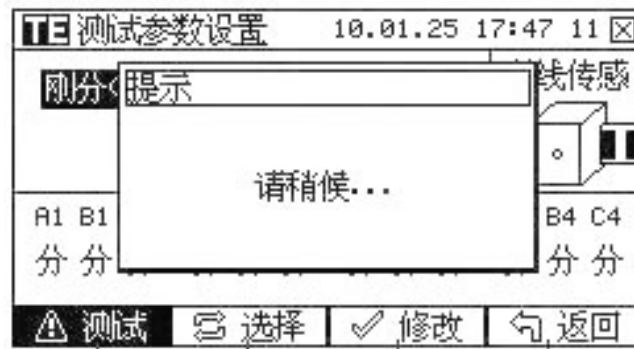 TE 测试参数设置 10.01.25 17:47 11
刚分 线传感
提示
请稍候...
A1 B1 B4 C4
分 分 分 分
测试 选择 修改 返回